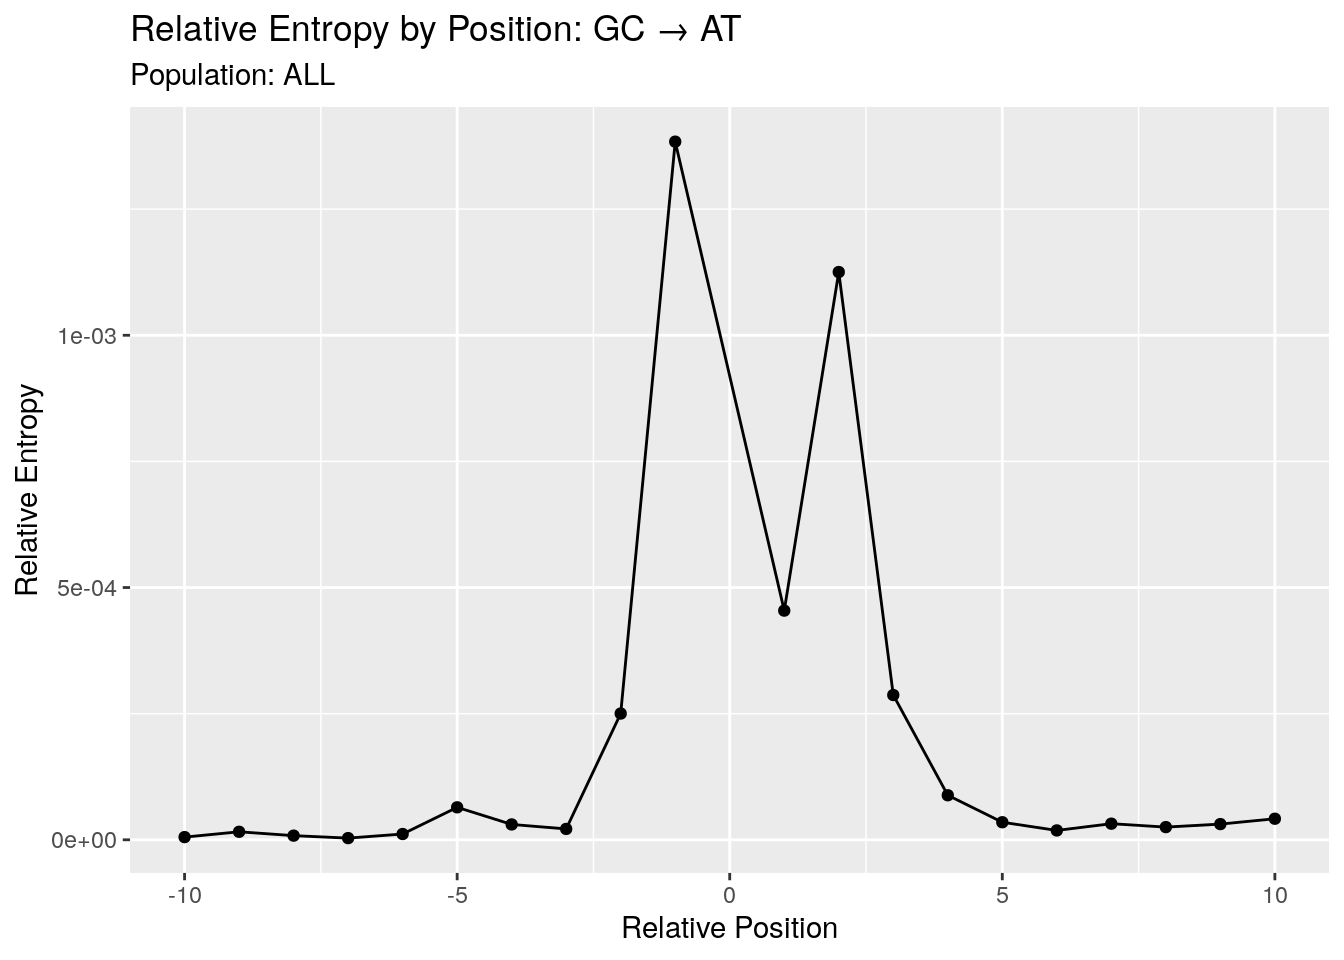 Relative Entropy by Position: GC → AT
Population: ALL
Relative Entropy
1e-03
5e-04
0e+00
-10
-5
0
5
10
Relative Position